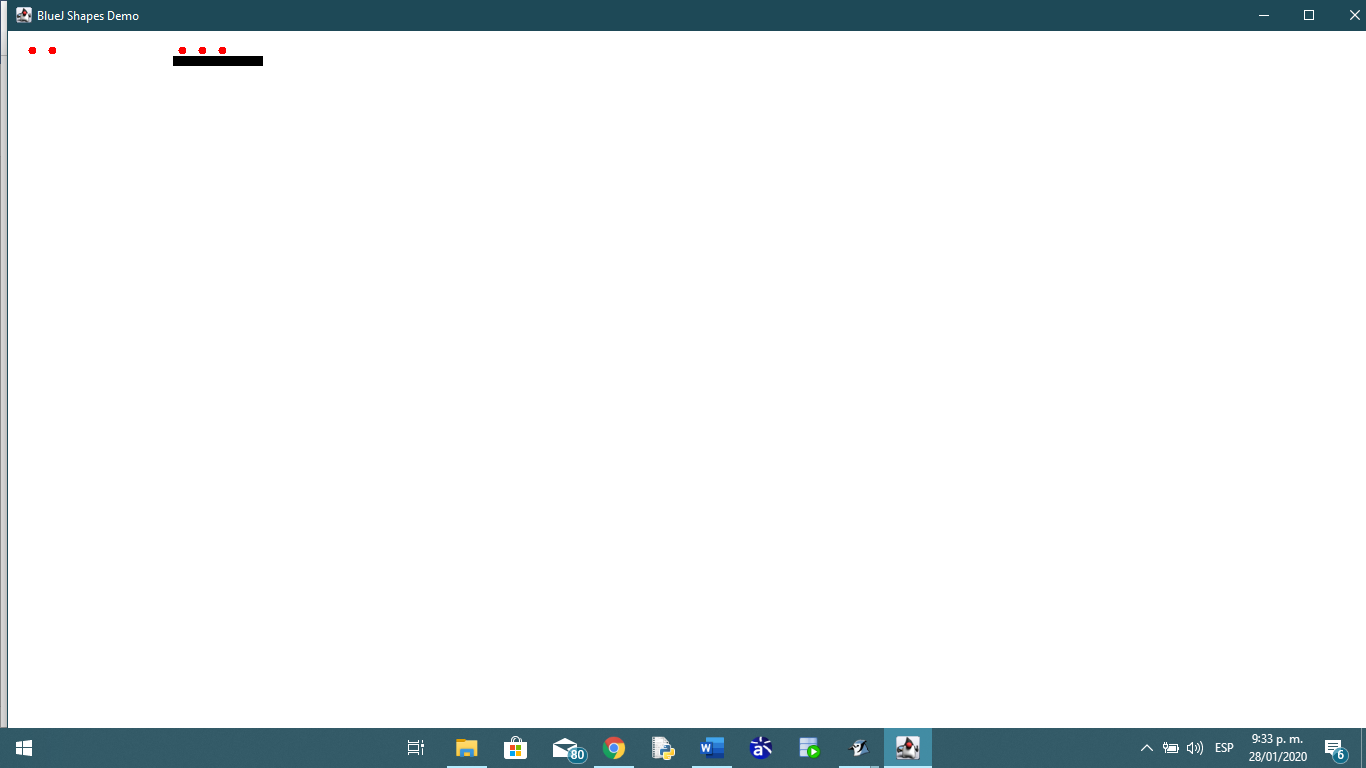 BlueJ Shapes Demo
80
W
a
ESP
9:33 p. m.
28/01/2020
6